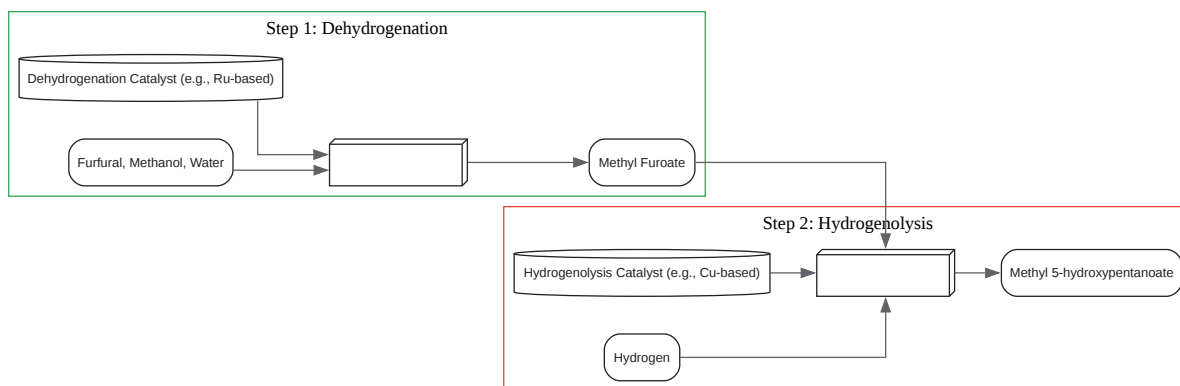 Step 1: Dehydrogenation
Dehydrogenation Catalyst (e.g., Ru-based)
Furfural, Methanol, Water
Methyl Furoate
Step 2: Hydrogenolysis
Hydrogenolysis Catalyst (e.g., Cu-based)
Methyl 5-hydroxypentanoate
Hydrogen